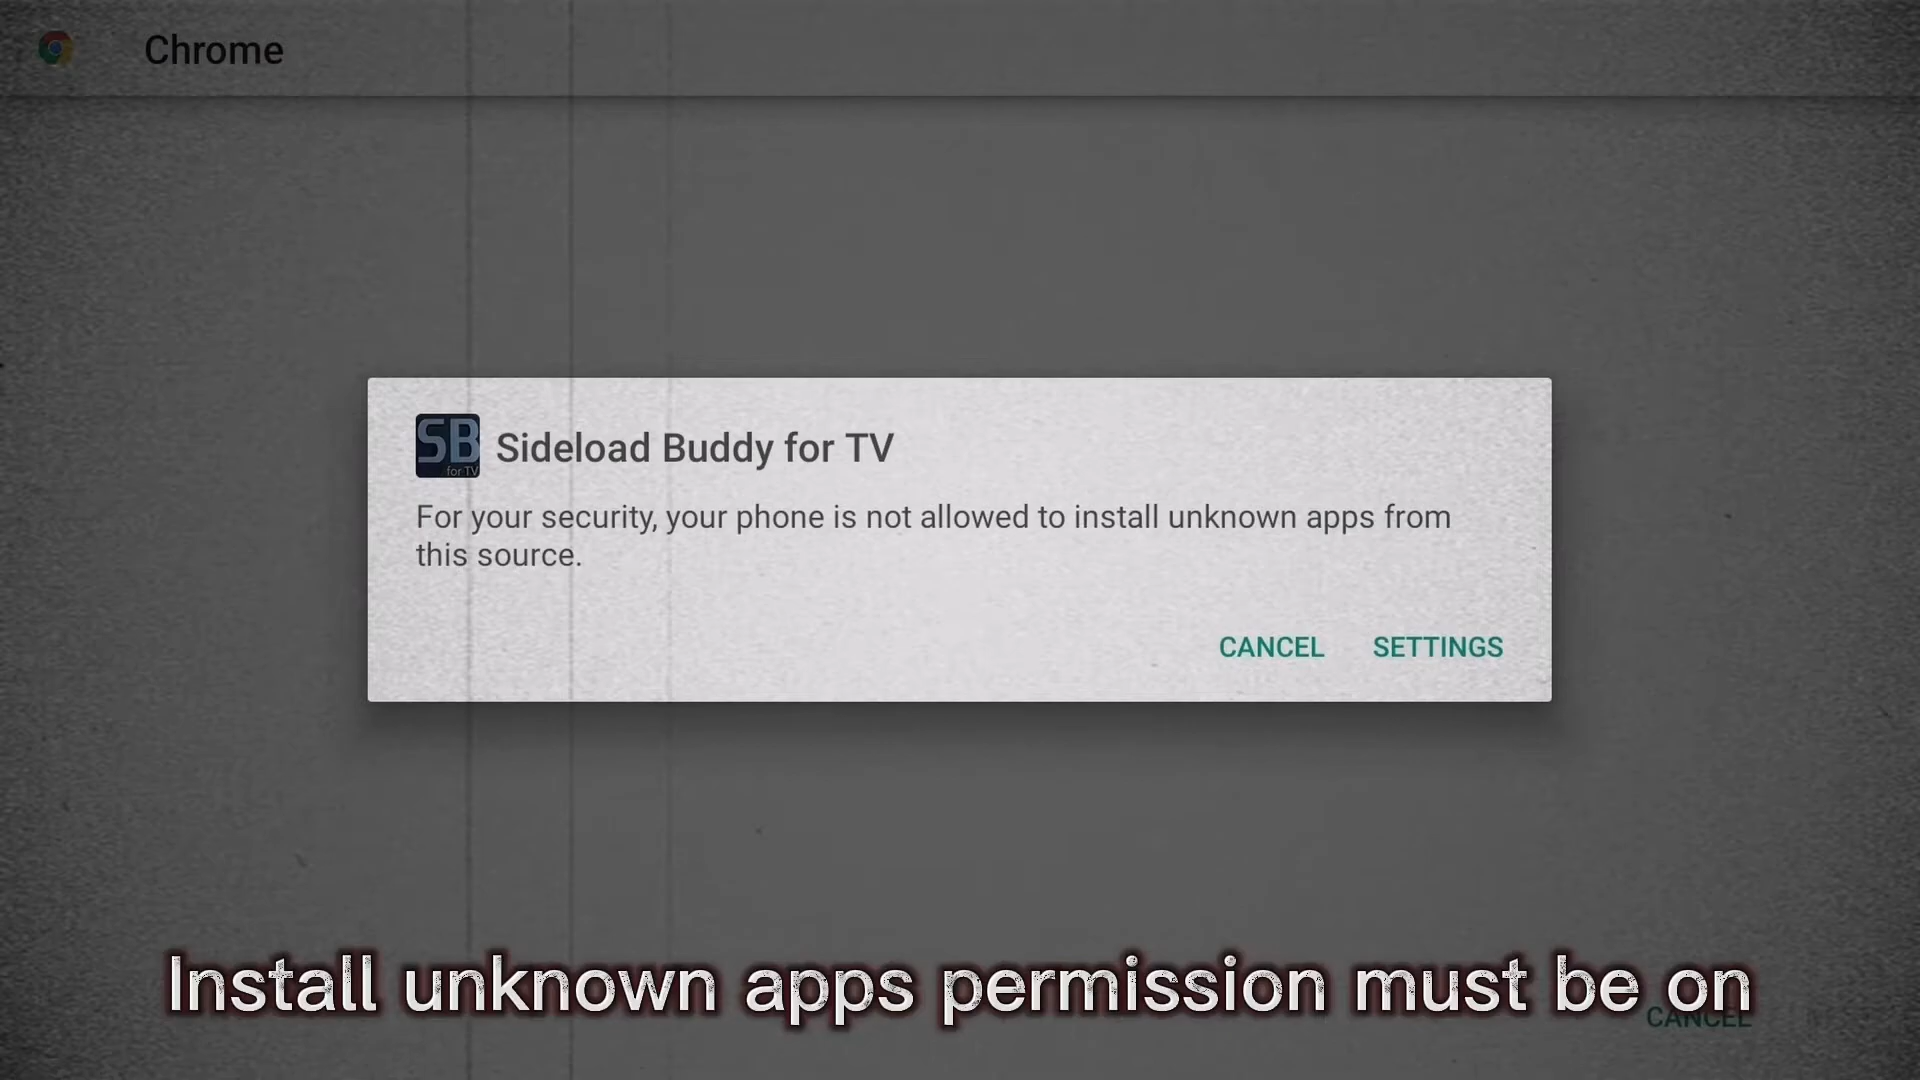 Chrome
SB
for TV
Sideload Buddy for TV
For your security, your phone is not allowed to install unknown apps from
this source.
CANCEL
SETTINGS
Install unknown apps permission must be on
CANCEL